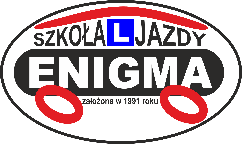 SZKOŁA L JAZDY
ENIGMA
założona w 1991 roku